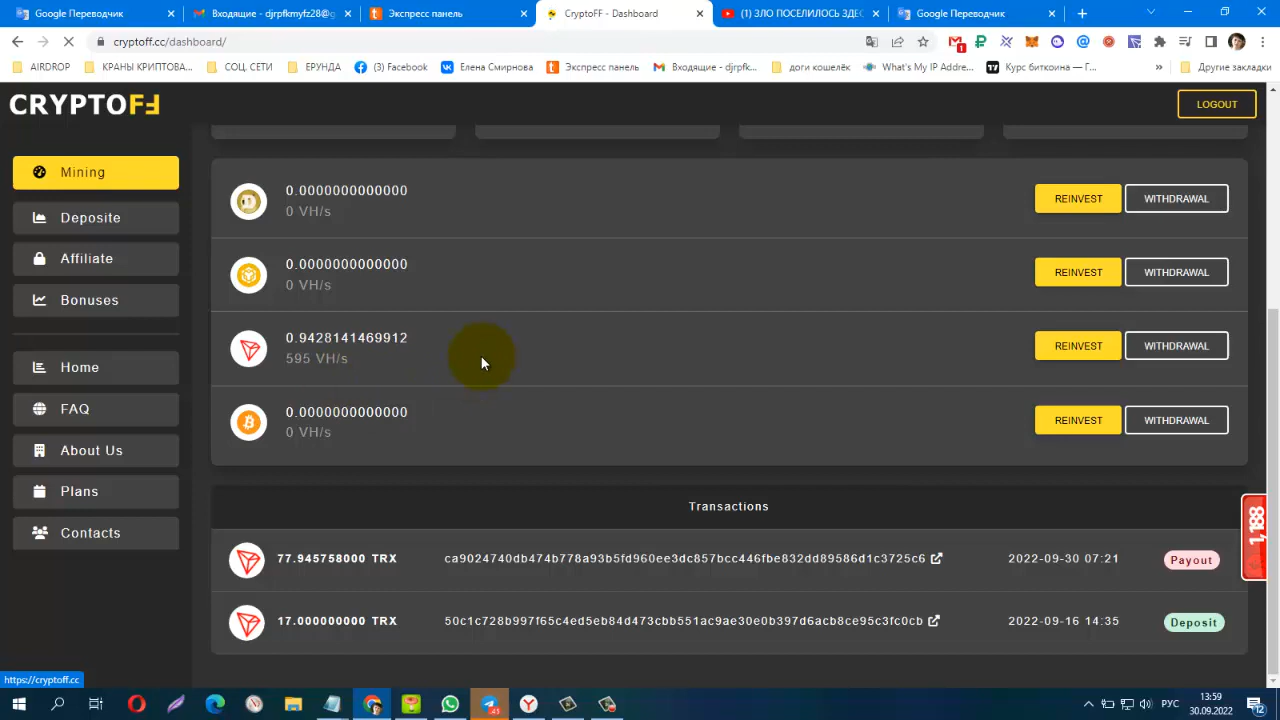 Google Переводчик
Входящие - djrpfkmyfz28@g
Экспресс панель
CryptoFF - Dashboard
(1) ЗЛО ПОСЕЛИЛОСЬ ЗДЕС
Google Переводчик
cryptoff.cc/dashboard/
1
AIRDROP
КРАНЫ КРИПТОВА...
СОЦ. СЕТИ
ЕРУНДА
(3) Facebook
Елена Смирнова
Экспресс панель
Входящие - djrpfk...
доги кошелёк
What's My IP Addre...
Курс биткоина — Г...
»
Другие закладки
CRYPTOFF
LOGOUT
Mining
Deposite
Affiliate
Bonuses
Home
FAQ
About Us
Plans
Contacts
0.0000000000000
0 VH/s
REINVEST
WITHDRAWAL
0.0000000000000
0 VH/s
REINVEST
WITHDRAWAL
0.9428141469912
595 VH/s
REINVEST
WITHDRAWAL
0.0000000000000
0 VH/s
REINVEST
WITHDRAWAL
Transactions
77.945758000 TRX
ca9024740db474b778a93b5fd960ee3dc857bcc446fbe832dd89586d1c3725c6
2022-09-30 07:21
Payout
17.000000000 TRX
50c1c728b997f65c4ed5eb84d473cbb551ac9ae30e0b397d6acb8ce95c3fc0cb
2022-09-16 14:35
Deposit
1,188
https://cryptoff.cc
РУС
13:59
30.09.2022
12